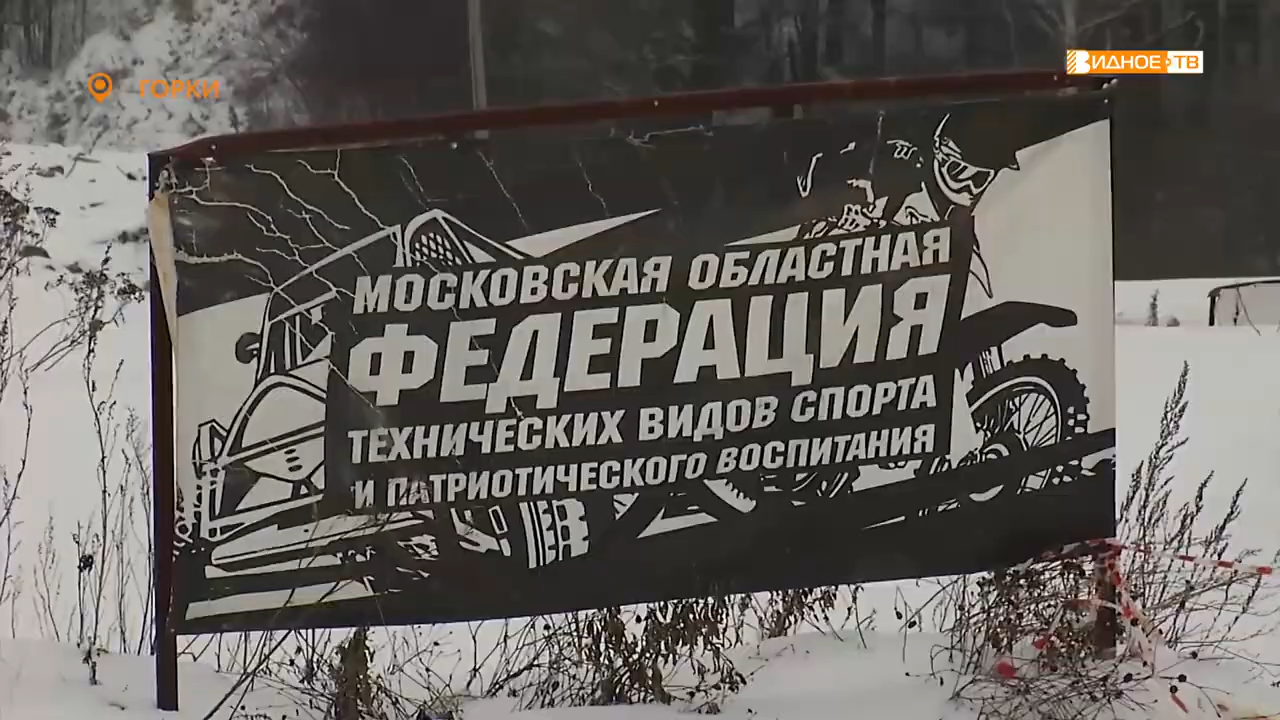 ГОРКИ
ВИДНОЕ ТВ
МОСКОВСКАЯ ОБЛАСТНАЯ
ФЕДЕРАЦИЯ
ТЕХНИЧЕСКИХ ВИДОВ СПОРТА
И ПАТРИОТИЧЕСКОГО ВОСПИТАНИЯ